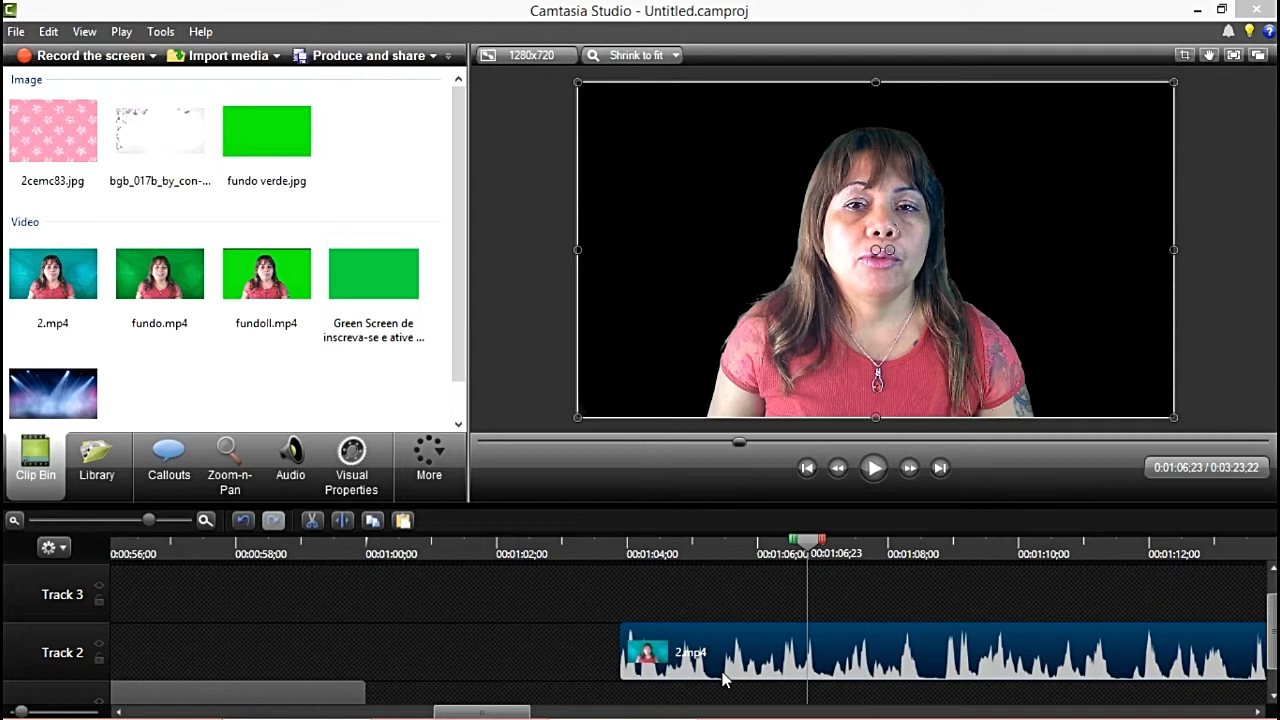 Camtasia Studio - Untitled.camproj
File Edit View Play Tools Help
Record the screen Import media Produce and share
1280x720 Shrink to fit
Image
2cemc83.jpg bgb_017b_by_con-... fundo verde.jpg
Video
2.mp4 fundo.mp4 fundoII.mp4 Green Screen de
inscreva-se e ative ...
Clip Bin Library Callouts Zoom-n-
Pan Audio Visual
Properties More
0:01:06;23 / 0:03:23;22
0:00:56;00 00:00:58;00 00:01:00;00 00:01:02;00 00:01:04;00 00:01:06;0 00:01:06;23 00:01:08;00 00:01:10;00 00:01:12;00
Track 3
Track 2 2.mp4